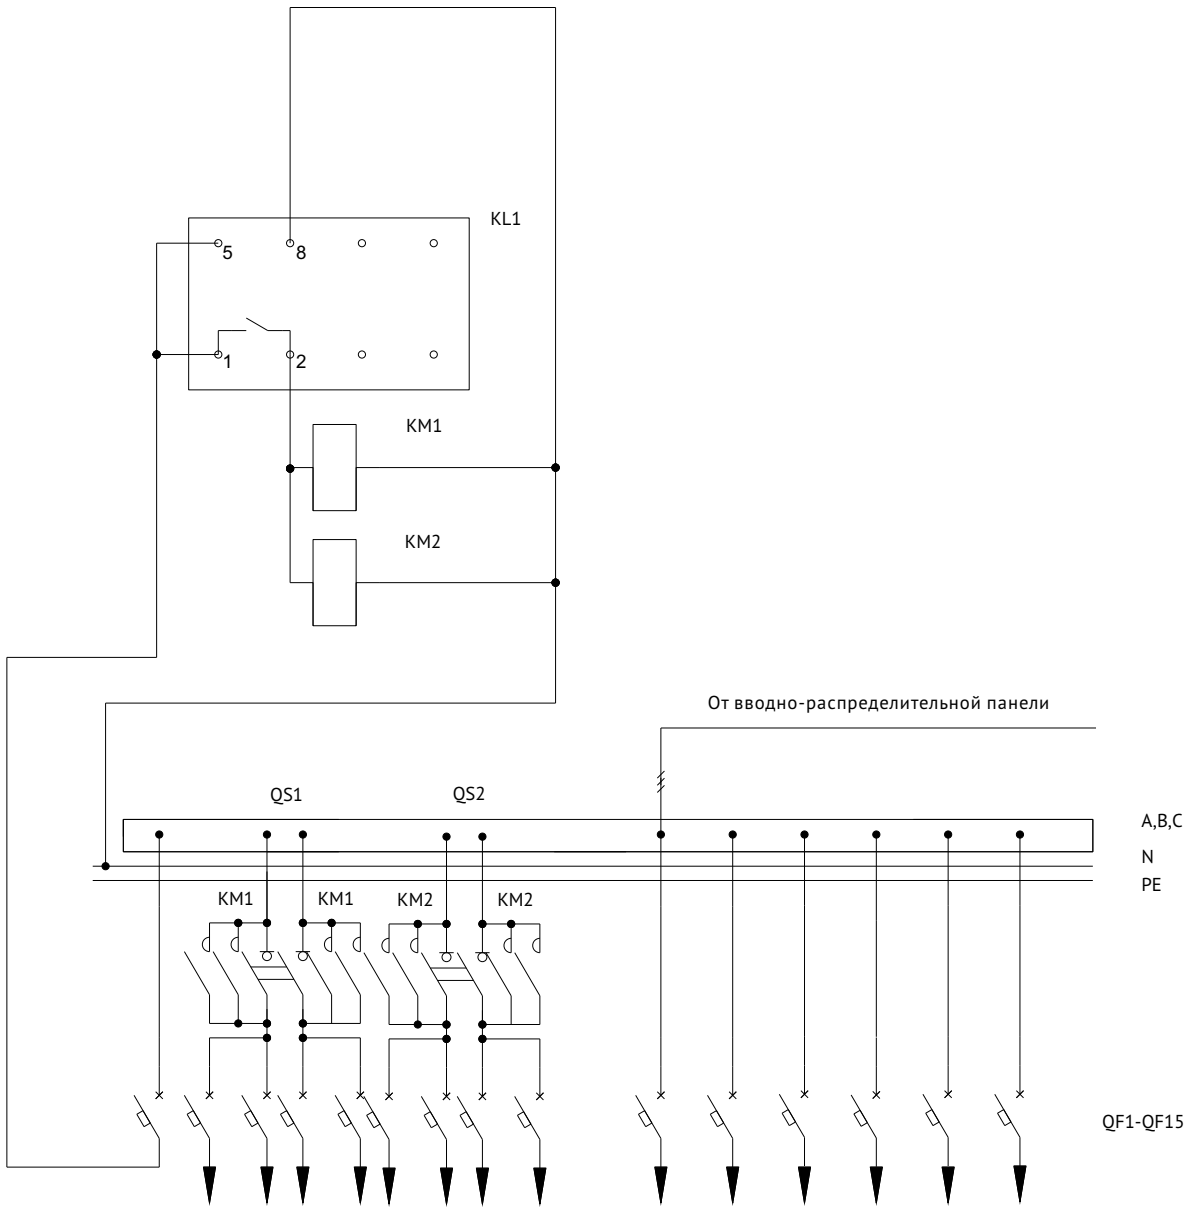 KL1
5
8
1
2
KM1
KM2
От вводно-распределительной панели
QS1
QS2
A,B,C
N
PE
KM1
KM1
KM2
KM2
QF1-QF15